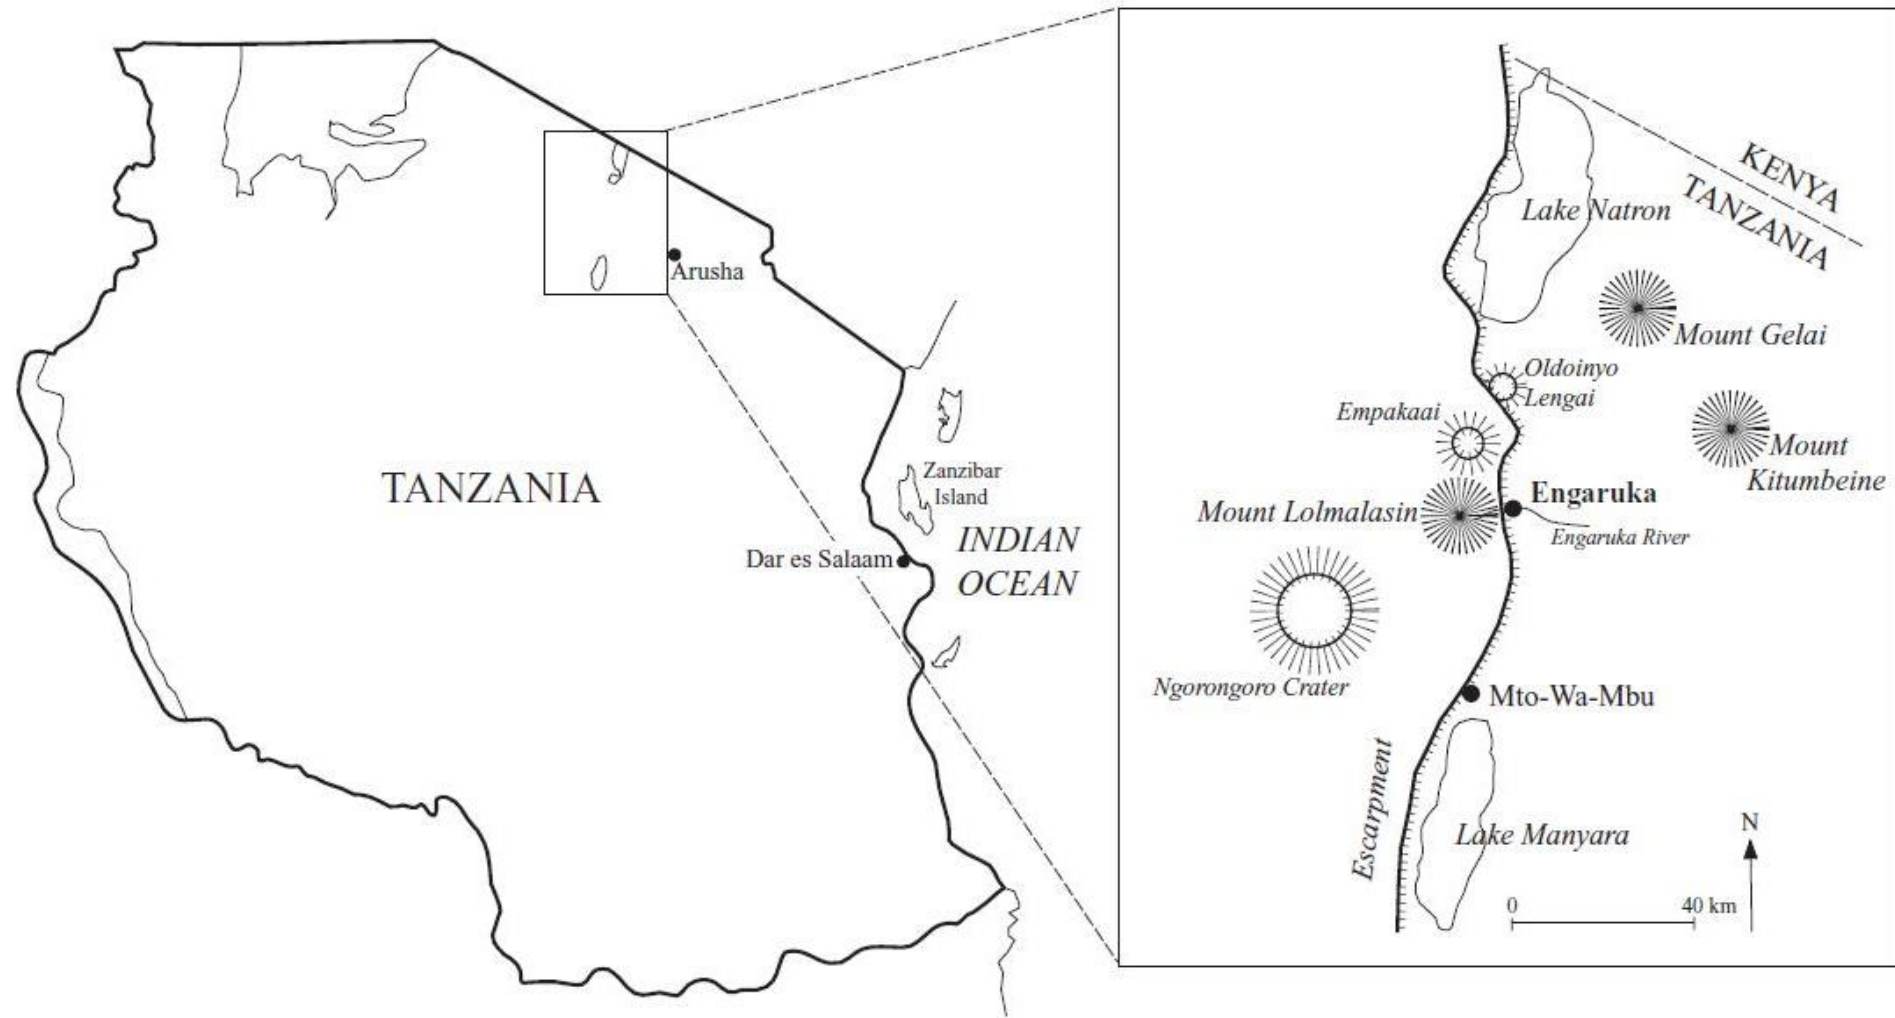 Arusha
TANZANIA
Zanzibar
Island
Dar es Salaam
INDIAN
OCEAN
KENYA
TANZANIA
Lake Natron
Mount Gelai
Oldoinyo
Lengai
Empakaai
Mount
Kitumbeine
Engaruka
Mount Lolmalasin
Engaruka River
Ngorongoro Crater
Mto-Wa-Mbu
Escarpment
Lake Manyara
N
0 40 km